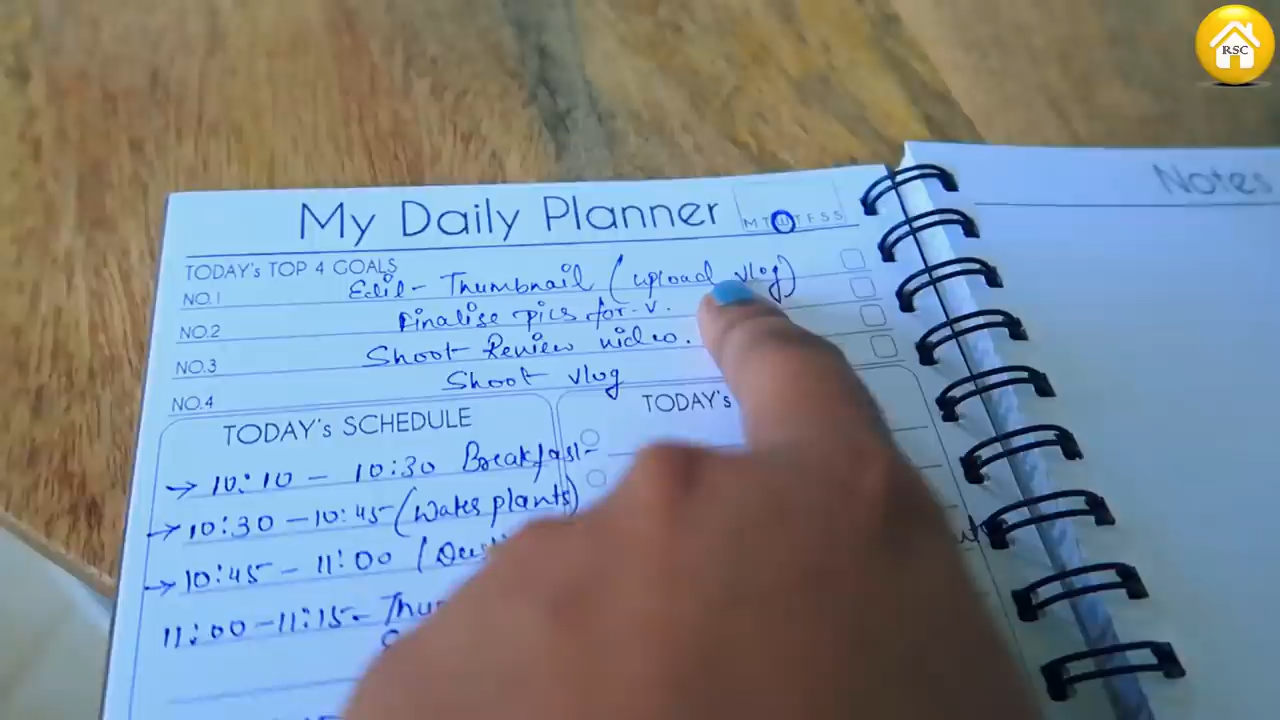 RSC
Notes
My Daily Planner
M T W T F S S
TODAY's TOP 4 GOALS
NO.1 Edit- Thumbnail (upload vlog)
NO.2 Finalise pics for v.
NO.3 Shoot Review video.
NO.4 Shoot vlog
TODAY's SCHEDULE
→ 10:10 - 10:30 Breakfast-
→ 10:30 - 10:45 (Water plants)
→ 10:45 - 11:00
11:00 - 11:15-
TODAY's